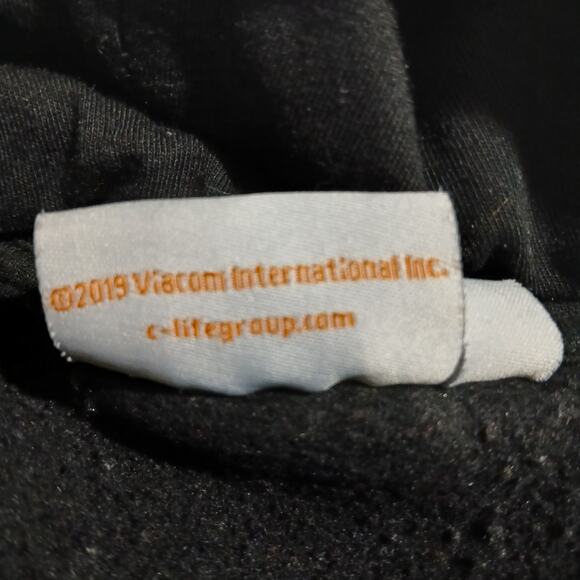 ©2019 Viacom International Inc.
c-lifegroup.com